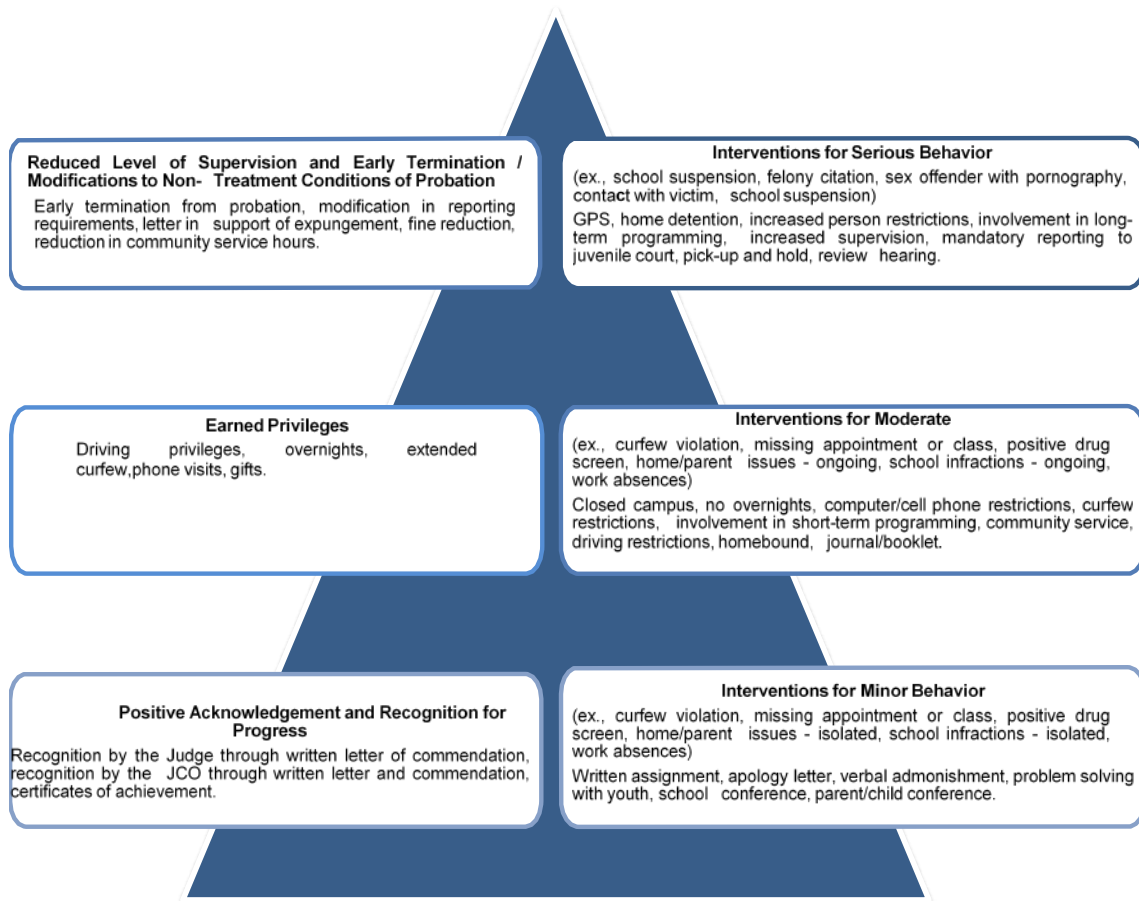 Reduced Level of Supervision and Early Termination /
Modifications to Non- Treatment Conditions of Probation
Early termination from probation, modification in reporting
requirements, letter in support of expungement, fine reduction,
reduction in community service hours.
Interventions for Serious Behavior
(ex., school suspension, felony citation, sex offender with pornography,
contact with victim, school suspension)
GPS, home detention, increased person restrictions, involvement in long-
term programming, increased supervision, mandatory reporting to
juvenile court, pick-up and hold, review hearing.
Earned Privileges
Driving privileges, overnights, extended
curfew,phone visits, gifts.
Interventions for Moderate
(ex., curfew violation, missing appointment or class, positive drug
screen, home/parent issues - ongoing, school infractions - ongoing,
work absences)
Closed campus, no overnights, computer/cell phone restrictions, curfew
restrictions, involvement in short-term programming, community service,
driving restrictions, homebound, journal/booklet.
Positive Acknowledgement and Recognition for
Progress
Recognition by the Judge through written letter of commendation,
recognition by the JCO through written letter and commendation,
certificates of achievement.
Interventions for Minor Behavior
(ex., curfew violation, missing appointment or class, positive drug
screen, home/parent issues - isolated, school infractions - isolated,
work absences)
Written assignment, apology letter, verbal admonishment, problem solving
with youth, school conference, parent/child conference.